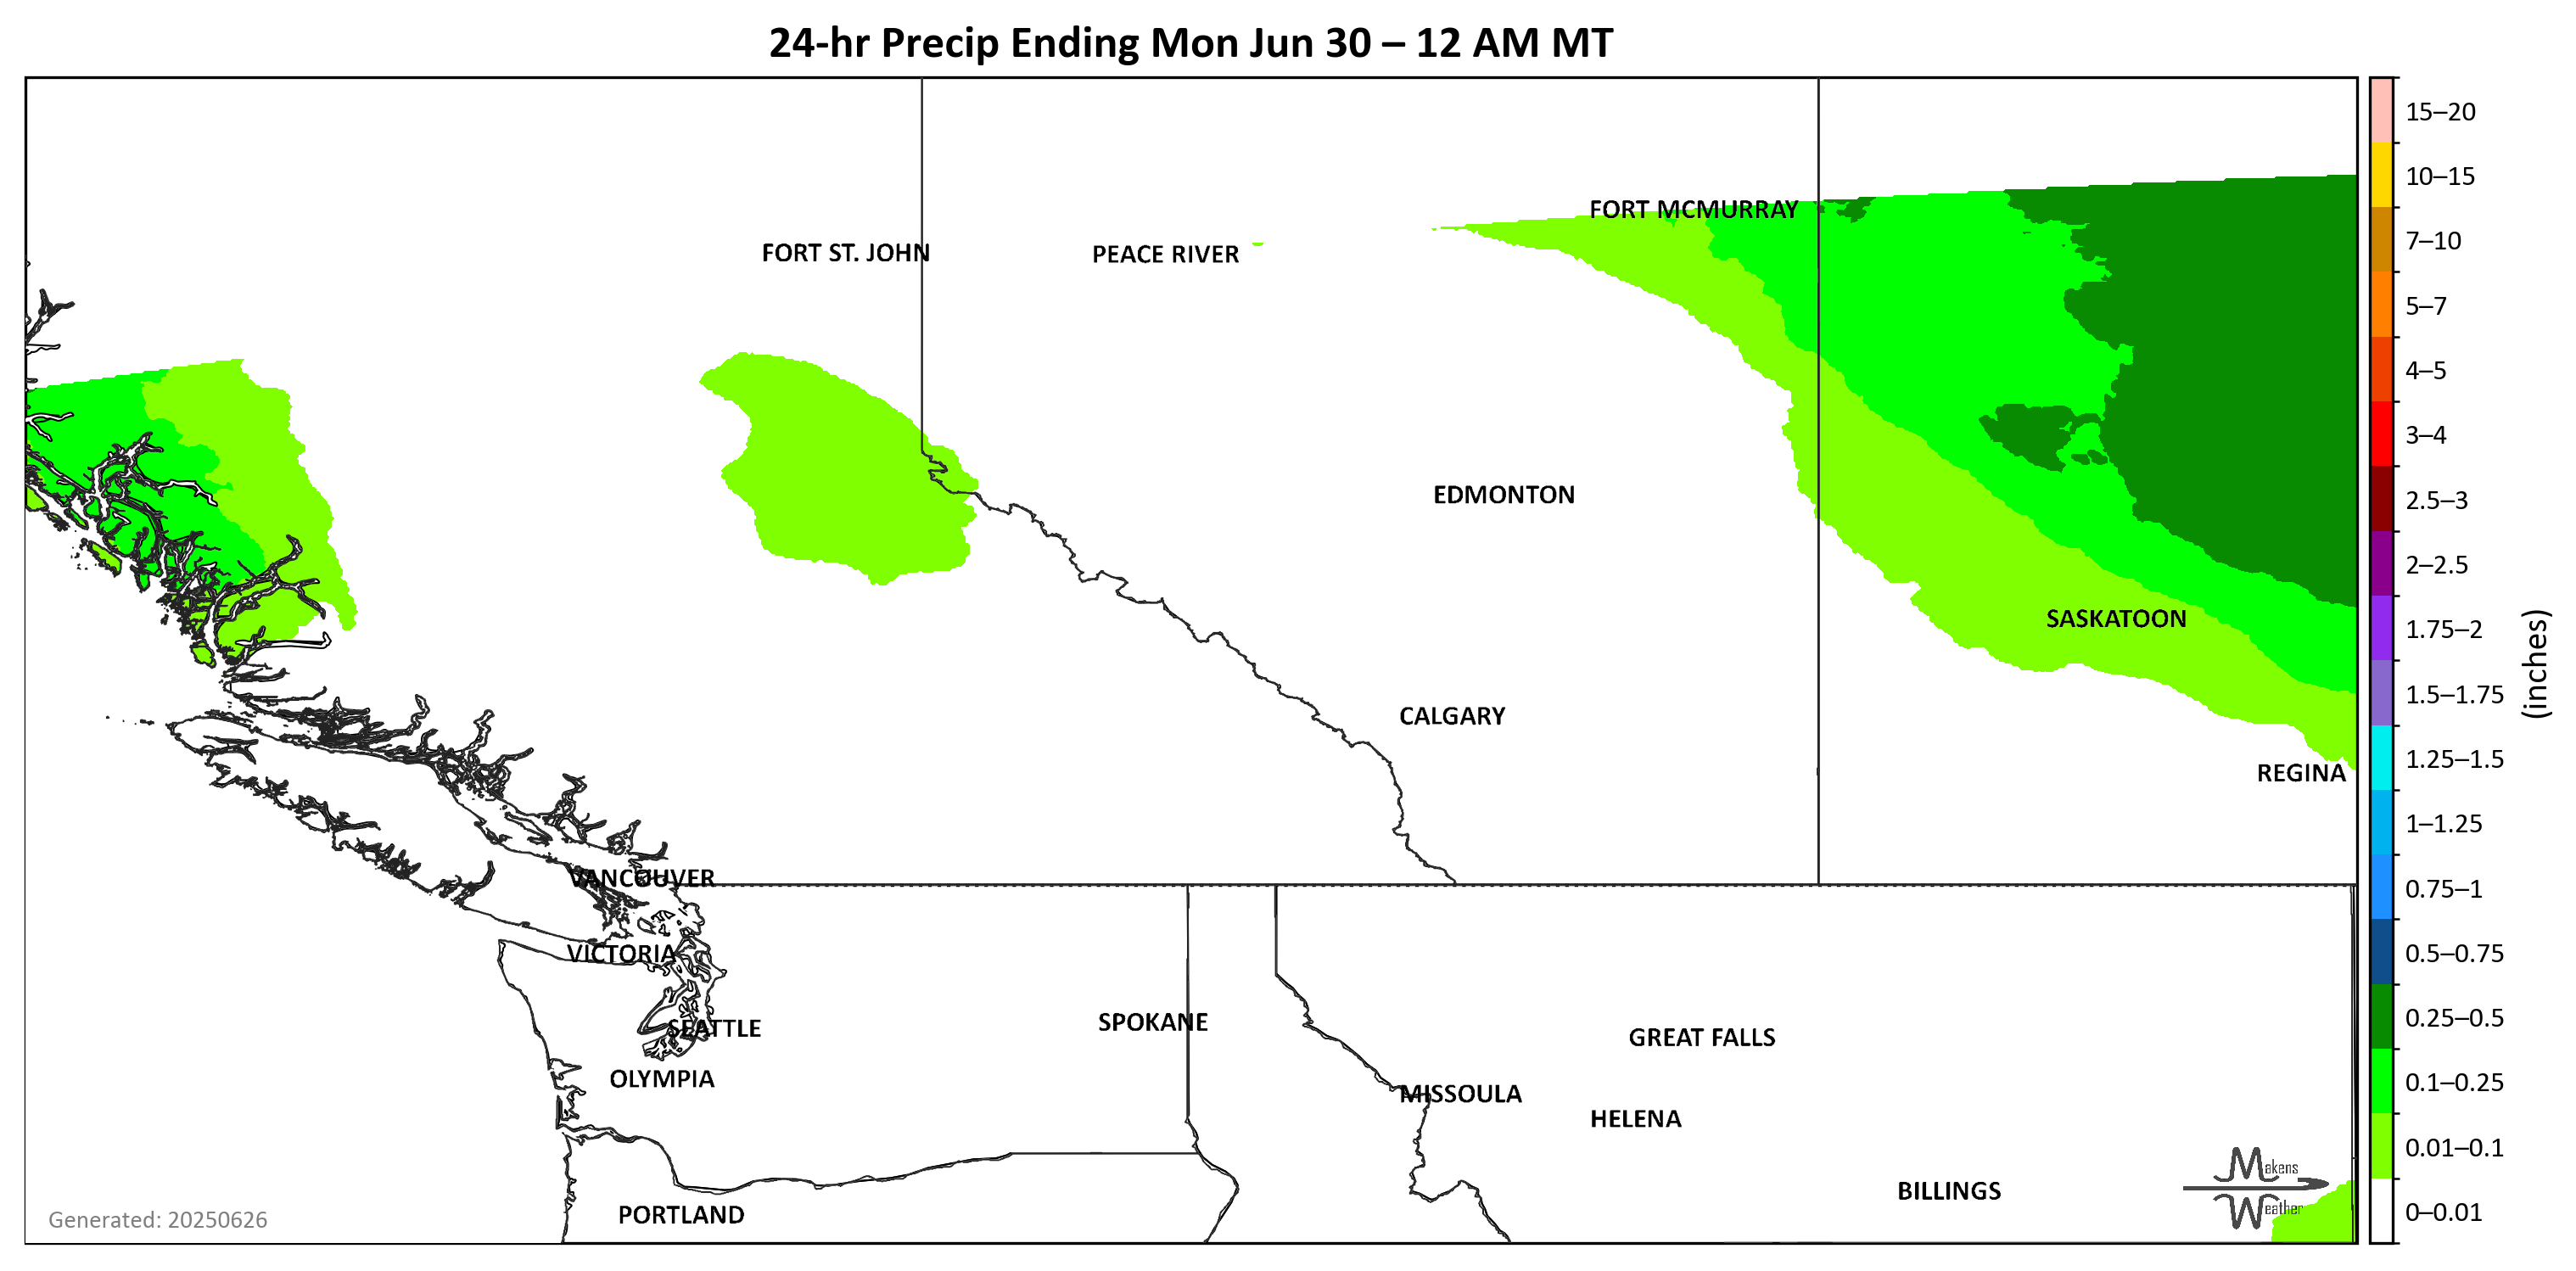 24-hr Precip Ending Mon Jun 30 – 12 AM MT
15–20
10–15
7–10
5–7
4–5
3–4
2.5–3
2–2.5
1.75–2
1.5–1.75
1.25–1.5
1–1.25
0.75–1
0.5–0.75
0.25–0.5
0.1–0.25
0.01–0.1
0–0.01
(inches)
FORT MCMURRAY
FORT ST. JOHN
PEACE RIVER
EDMONTON
SASKATOON
CALGARY
REGINA
VANCOUVER
VICTORIA
SEATTLE
SPOKANE
GREAT FALLS
OLYMPIA
MISSOULA
HELENA
BILLINGS
PORTLAND
Makens
Weather
Generated: 20250626